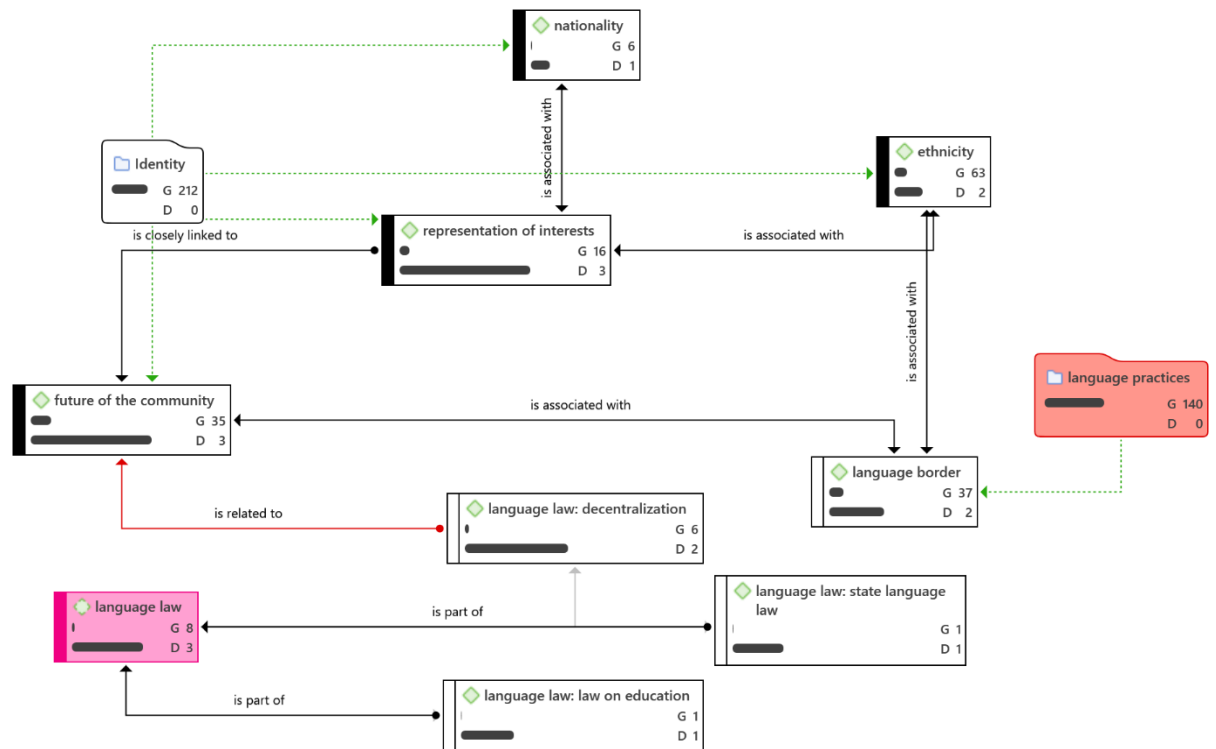 nationality
G 6
D 1
is associated with
Identity
G 212
D 0
ethnicity
G 63
D 2
is closely linked to
representation of interests
G 16
D 3
is associated with
is associated with
language practices
G 140
D 0
future of the community
G 35
D 3
is associated with
language border
G 37
D 2
is related to
language law: decentralization
G 6
D 2
language law
G 8
D 3
is part of
language law: state language
law
G 1
D 1
is part of
language law: law on education
G 1
D 1